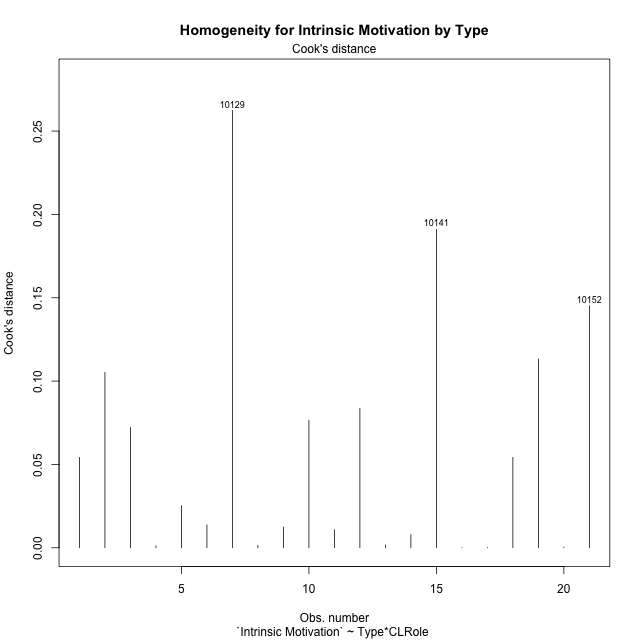 Homogeneity for Intrinsic Motivation by Type
Cook's distance
Cook's distance
0.25
0.20
0.15
0.10
0.05
0.00
10129
10141
10152
5
10
15
20
Obs. number
`Intrinsic Motivation` ~ Type*CLRole